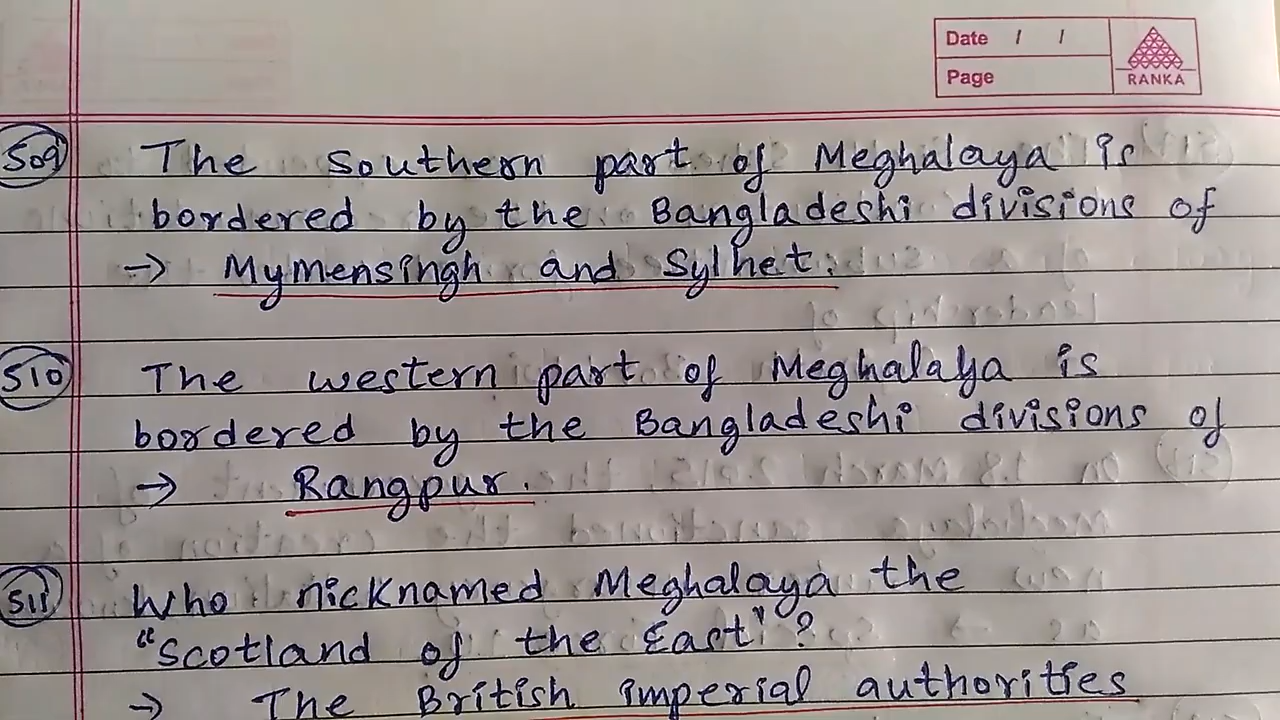 Date / /
Page
RANKA
509 The Southern part of Meghalaya is
bordered by the Bangladeshi divisions of
→ Mymensingh and Sylhet.
510 The western part of Meghalaya is
bordered by the Bangladeshi divisions of
→ Rangpur.
511 Who nicknamed Meghalaya the
"Scotland of the East"?
→ The British imperial authorities